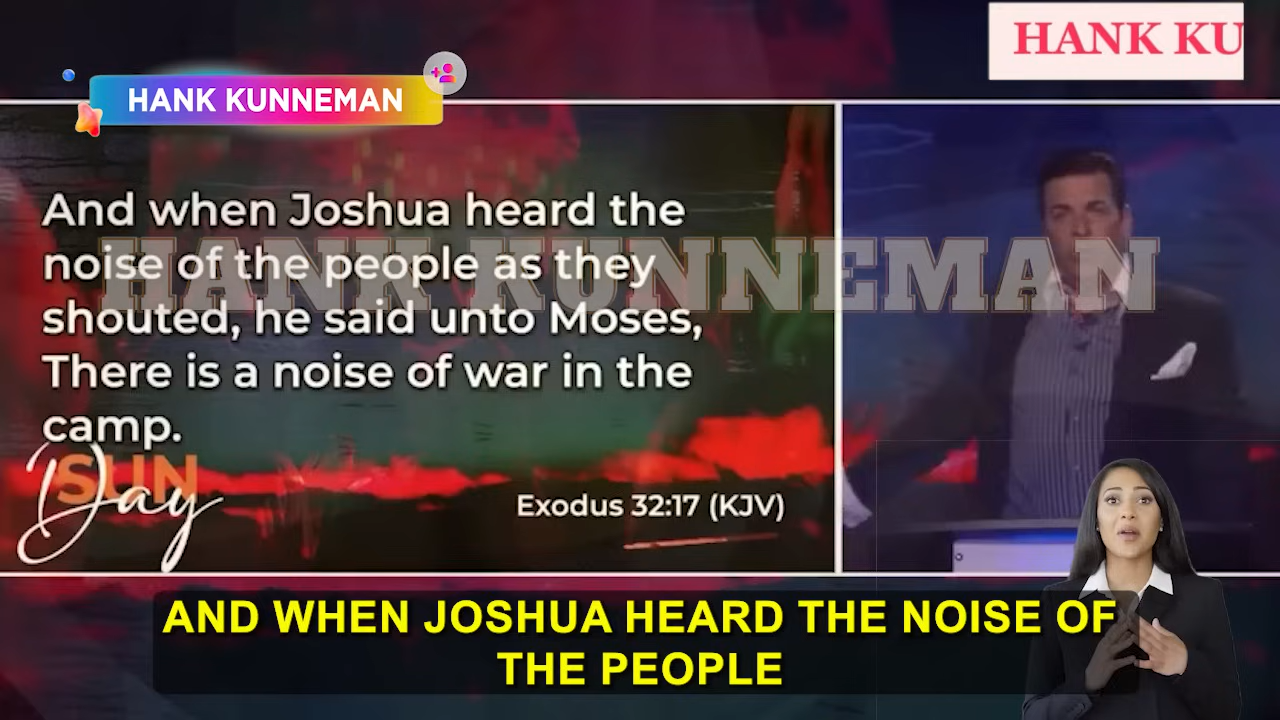 HANK KU
HANK KUNNEMAN
And when Joshua heard the
noise of the people as they
HANK KUNNEMAN
shouted, he said unto Moses,
There is a noise of war in the
camp.
SUN
Day
Exodus 32:17 (KJV)
AND WHEN JOSHUA HEARD THE NOISE OF
THE PEOPLE